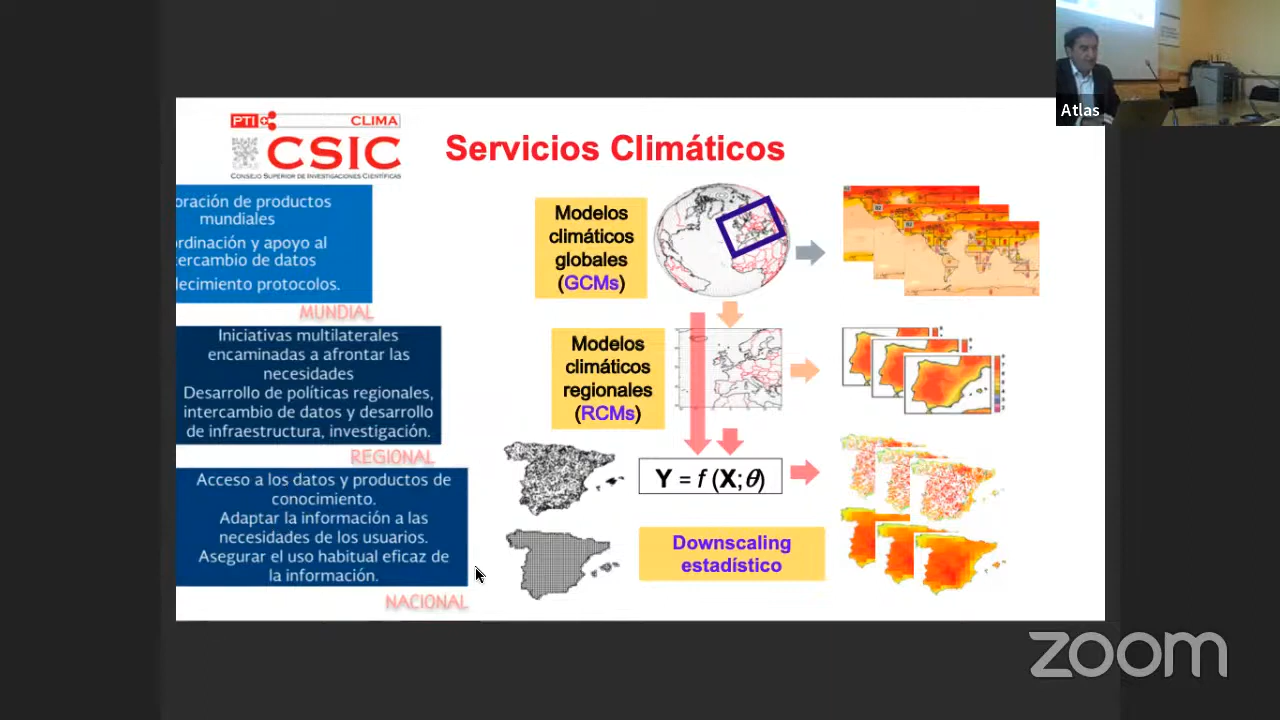 Atlas
PTI
CLIMA
CSIC
CONSEJO SUPERIOR DE INVESTIGACIONES CIENTÍFICAS
Servicios Climáticos
oración de productos
mundiales
ordinación y apoyo al
ercambio de datos
lecimiento protocolos.
MUNDIAL
Iniciativas multilaterales
encaminadas a afrontar las
necesidades
Desarrollo de políticas regionales,
intercambio de datos y desarrollo
de infraestructura, investigación.
REGIONAL
Acceso a los datos y productos de
conocimiento.
Adaptar la información a las
necesidades de los usuarios.
Asegurar el uso habitual eficaz de
la información.
NACIONAL
Modelos
climáticos
globales
(GCMs)
Modelos
climáticos
regionales
(RCMs)
Y = f (X;θ)
Downscaling
estadístico
zoom